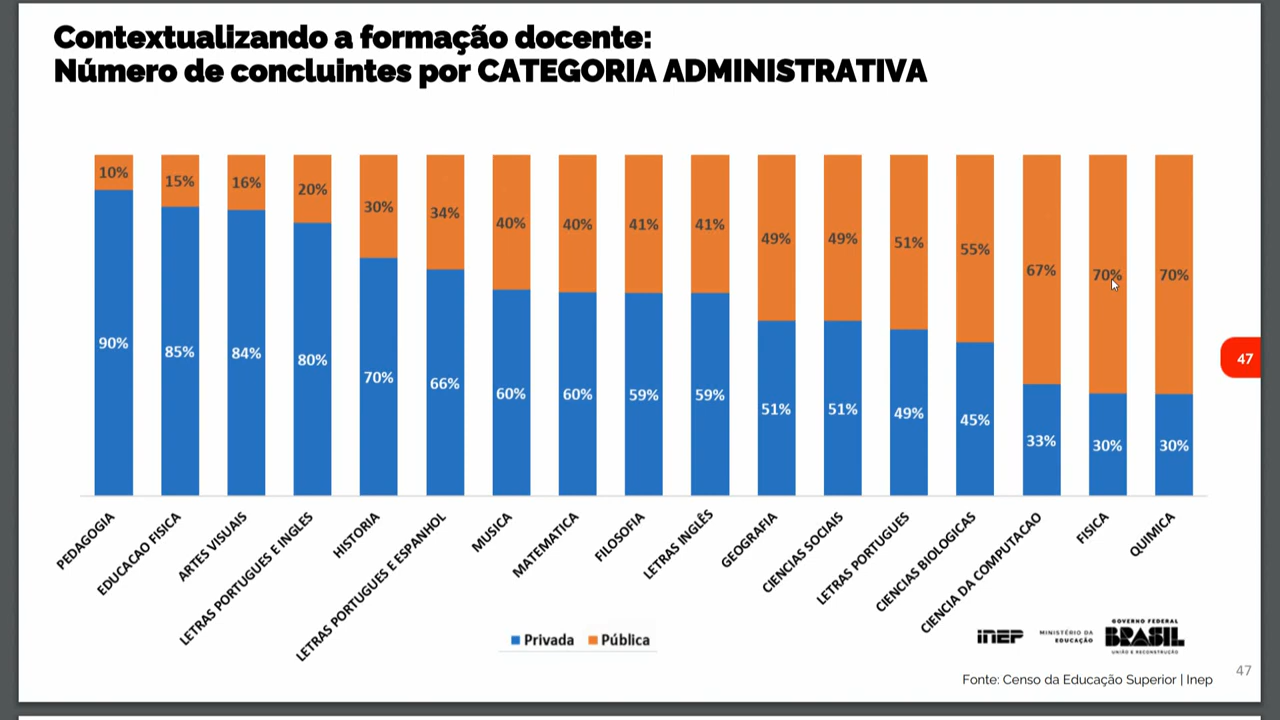 Contextualizando a formação docente:
Número de concluintes por CATEGORIA ADMINISTRATIVA
10% 15% 16% 20% 30% 34% 40% 40% 41% 41% 49% 49% 51% 55% 67% 70% 70%
90% 85% 84% 80% 70% 66% 60% 60% 59% 59% 51% 51% 49% 45% 33% 30% 30%
47
PEDAGOGIA
EDUCACAO FISICA
ARTES VISUAIS
LETRAS PORTUGUES E INGLES
HISTORIA
LETRAS PORTUGUES E ESPANHOL
MUSICA
MATEMATICA
FILOSOFIA
LETRAS INGLÊS
GEOGRAFIA
CIENCIAS SOCIAIS
LETRAS PORTUGUES
CIENCIAS BIOLOGICAS
CIENCIA DA COMPUTACAO
FISICA
QUIMICA
Privada Pública
inep
MINISTÉRIO DA
EDUCAÇÃO
GOVERNO FEDERAL
BRASIL
UNIÃO E RECONSTRUÇÃO
Fonte: Censo da Educação Superior | Inep
47